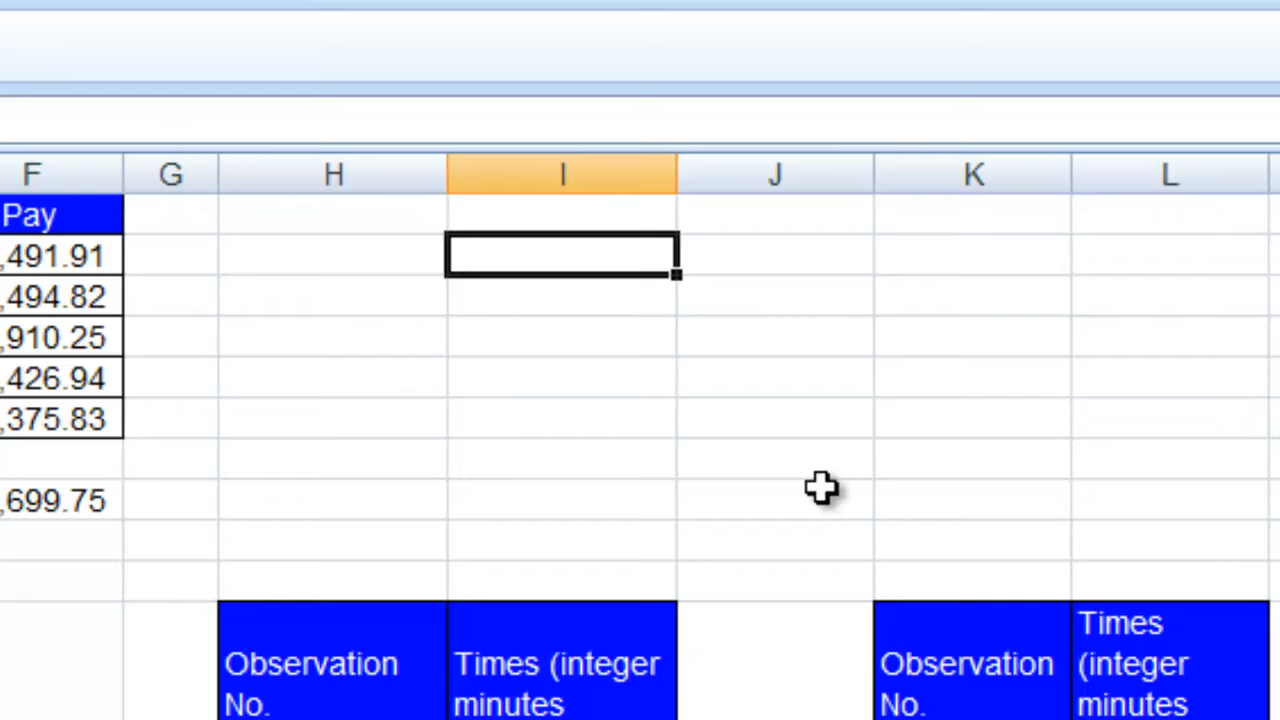 F G H I J K L
Pay
,491.91
,494.82
,910.25
,426.94
,375.83
,699.75
Observation
No.
Times (integer
minutes
Observation
No.
Times
(integer
minutes